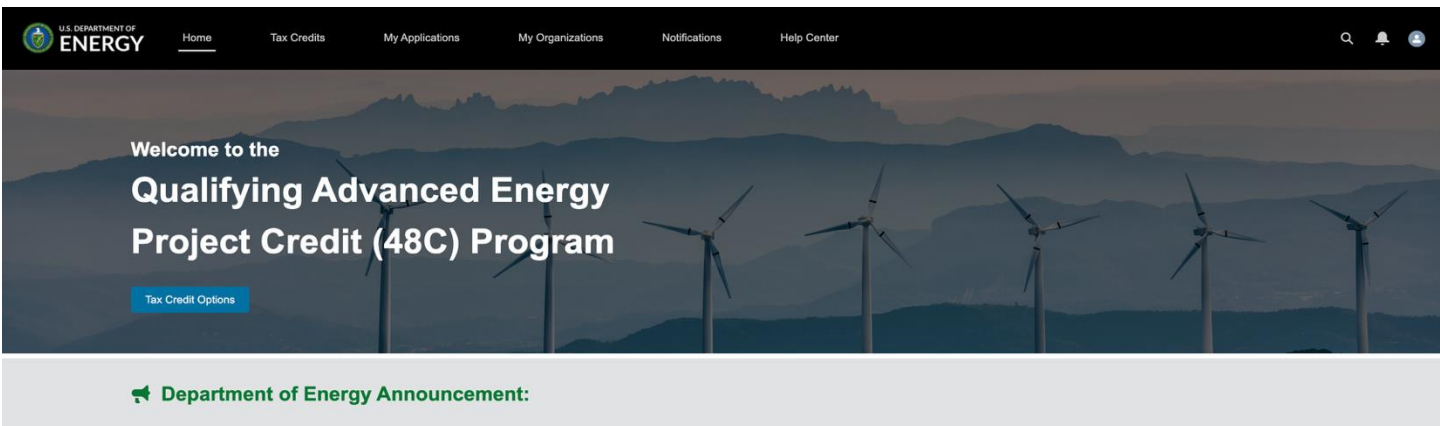 U.S. DEPARTMENT OF
ENERGY
Home Tax Credits My Applications My Organizations Notifications Help Center
Welcome to the
Qualifying Advanced Energy
Project Credit (48C) Program
Tax Credit Options
Department of Energy Announcement: